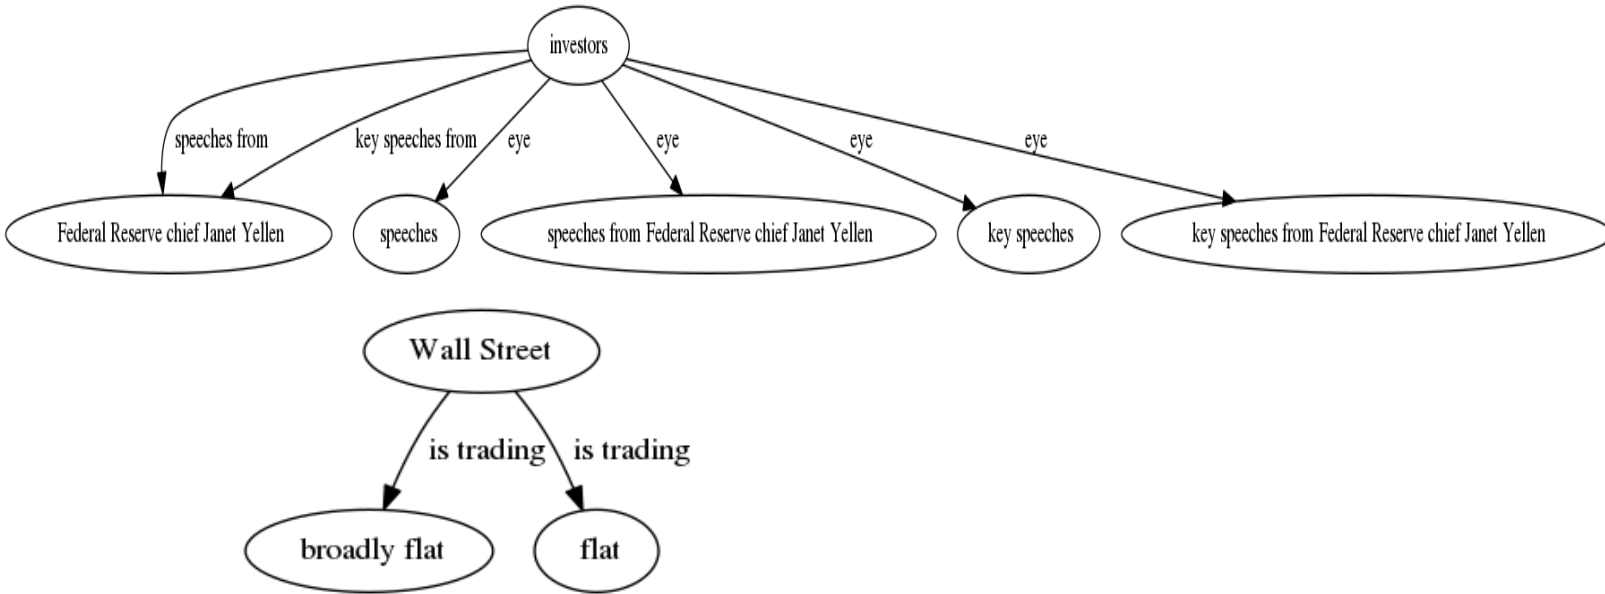 investors
speeches from
key speeches from
eye
eye
eye
eye
Federal Reserve chief Janet Yellen
speeches
speeches from Federal Reserve chief Janet Yellen
key speeches
key speeches from Federal Reserve chief Janet Yellen
Wall Street
is trading
is trading
broadly flat
flat